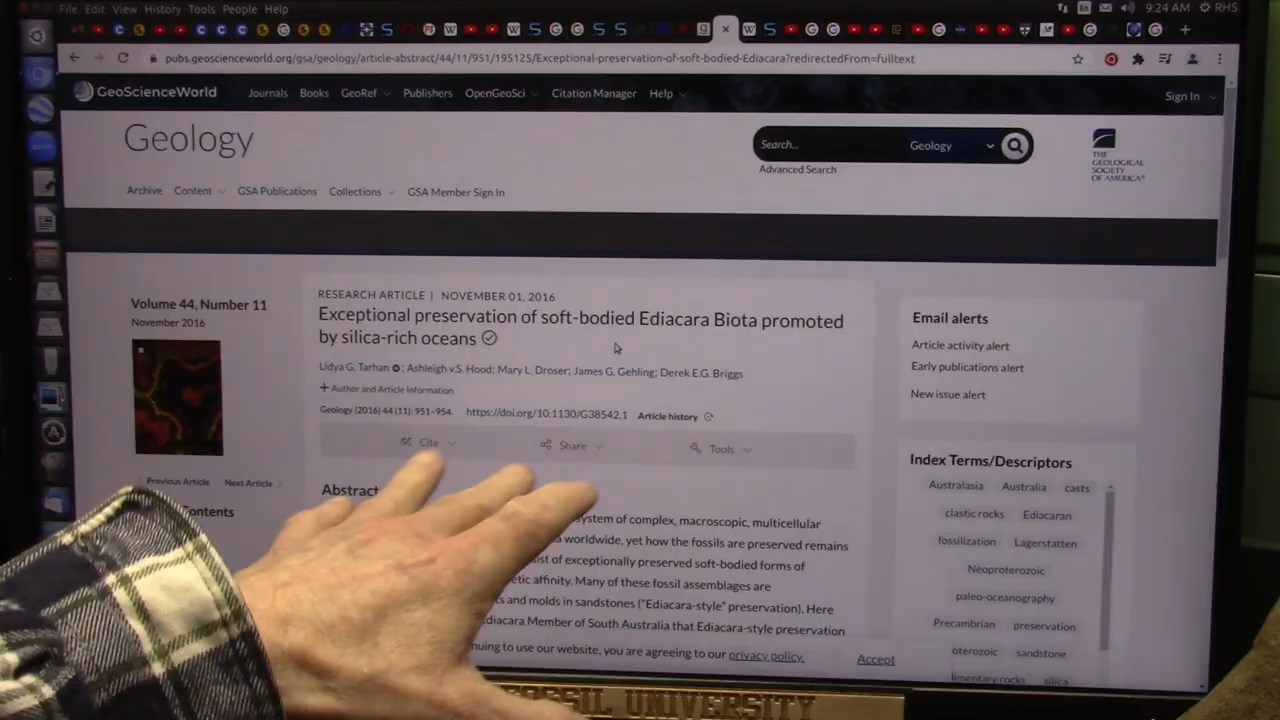 File Edit View History Tools People Help
En 9:24 AM RHS
pubs.geoscienceworld.org/gsa/geology/article-abstract/44/11/951/195125/Exceptional-preservation-of-soft-bodied-Ediacara?redirectedFrom=fulltext
GeoScienceWorld Journals Books GeoRef Publishers OpenGeoSci Citation Manager Help Sign In
Geology
Search... Geology
Advanced Search
THE
GEOLOGICAL
SOCIETY
OF AMERICA®
Archive Content GSA Publications Collections GSA Member Sign In
Volume 44, Number 11
November 2016
Previous Article Next Article
Contents
RESEARCH ARTICLE | NOVEMBER 01, 2016
Exceptional preservation of soft-bodied Ediacara Biota promoted
by silica-rich oceans
Lidya G. Tarhan; Ashleigh v.S. Hood; Mary L. Droser; James G. Gehling; Derek E.G. Briggs
+ Author and Article Information
Geology (2016) 44 (11): 951–954. https://doi.org/10.1130/G38542.1 Article history
Cite Share Tools
Abstract
system of complex, macroscopic, multicellular
worldwide, yet how the fossils are preserved remains
of exceptionally preserved soft-bodied forms of
affinity. Many of these fossil assemblages are
and molds in sandstones ("Ediacara-style" preservation). Here
Ediacara Member of South Australia that Ediacara-style preservation
to use our website, you are agreeing to our privacy policy. Accept
Email alerts
Article activity alert
Early publications alert
New issue alert
Index Terms/Descriptors
Australasia Australia casts
clastic rocks Ediacaran
fossilization Lagerstatten
Neoproterozoic
paleo-oceanography
Precambrian preservation
oterozoic sandstone
limentary rocks silica
FOSSIL UNIVERSITY